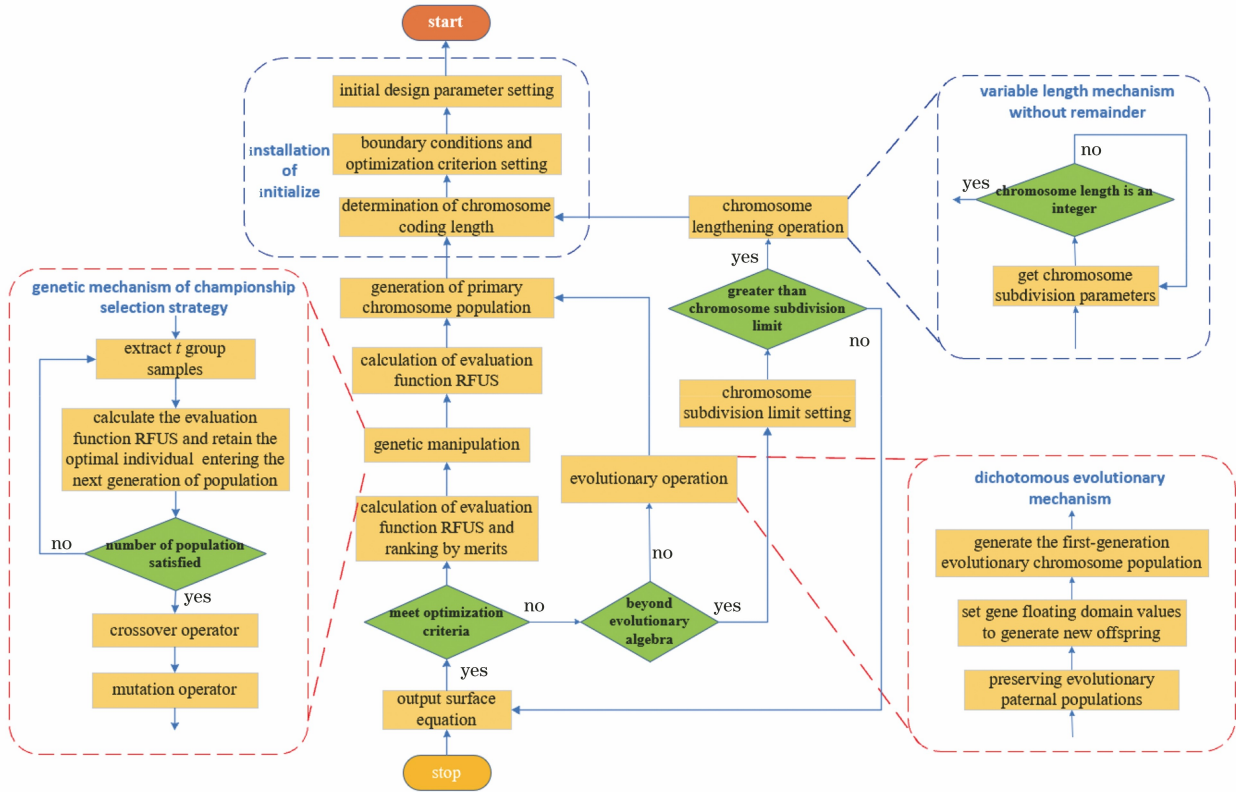 start
initial design parameter setting
boundary conditions and
optimization criterion setting
determination of chromosome
coding length
installation
of
initialize
generation of primary
chromosome population
calculation of evaluation
function RFUS
genetic manipulation
calculation of evaluation
function RFUS and
ranking by merits
meet optimization
criteria
no
yes
output surface
equation
stop
beyond
evolutionary
algebra
no
yes
evolutionary operation
chromosome
subdivision limit setting
greater than
chromosome subdivision
limit
yes
no
chromosome
lengthening operation
genetic mechanism of championship
selection strategy
extract t group
samples
calculate the evaluation
function RFUS and retain the
optimal individual entering the
next generation of population
number of population
satisfied
no
yes
crossover operator
mutation operator
variable length mechanism
without remainder
no
yes
chromosome length is an
integer
get chromosome
subdivision parameters
dichotomous evolutionary
mechanism
generate the first-generation
evolutionary chromosome population
set gene floating domain values
to generate new offspring
preserving evolutionary
paternal populations